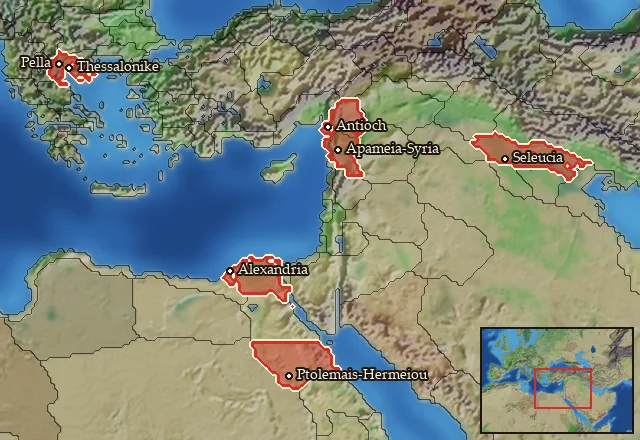 Pella
Thessalonike
Antioch
Apameia-Syria
Seleucia
Alexandria
Ptolemais-Hermeiou